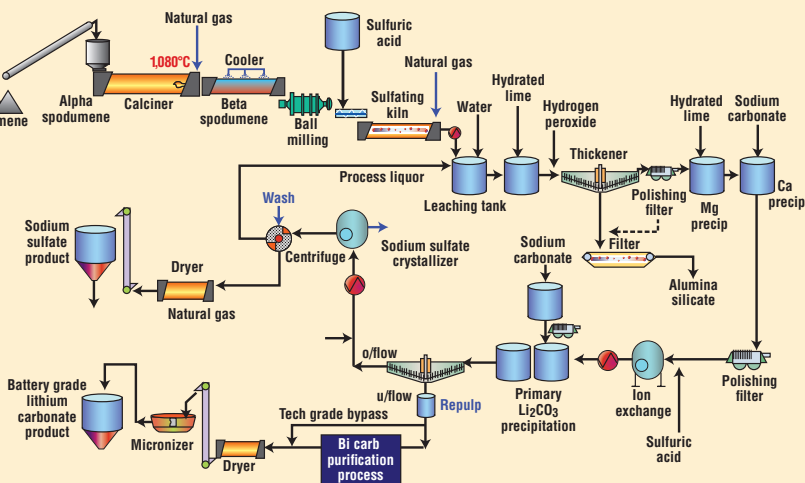 Natural gas
Sulfuric
acid
1,080°C
Cooler
Natural gas
Alpha
spodumene
Calciner
Beta
spodumene
Ball
milling
Sulfating
kiln
Water
Hydrated
lime
Hydrogen
peroxide
Hydrated
lime
Sodium
carbonate
Thickener
Process liquor
Leaching tank
Polishing
filter
Mg
precip
Ca
precip
Wash
Sodium
sulfate
product
Centrifuge
Sodium sulfate
crystallizer
Sodium
carbonate
Filter
Alumina
silicate
Dryer
Natural gas
o/flow
u/flow
Repulp
Primary
Li2CO3
precipitation
Ion
exchange
Polishing
filter
Sulfuric
acid
Battery grade
lithium
carbonate
product
Micronizer
Tech grade bypass
Dryer
Bi carb
purification
process